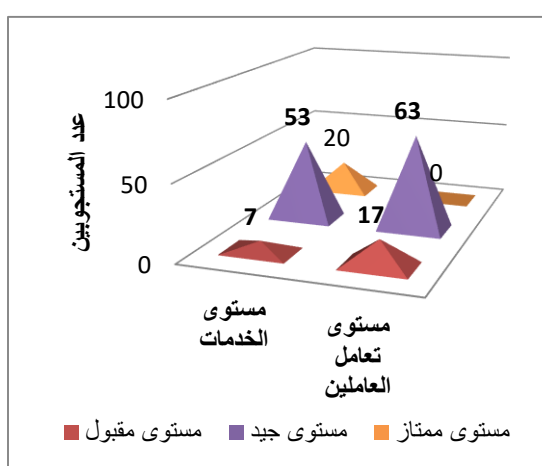 100
50
0
عدد المستجوبين
53
63
20
0
7
17
مستوى
الخدمات
مستوى
تعامل
العاملين
مستوى مقبول
مستوى جيد
مستوى ممتاز